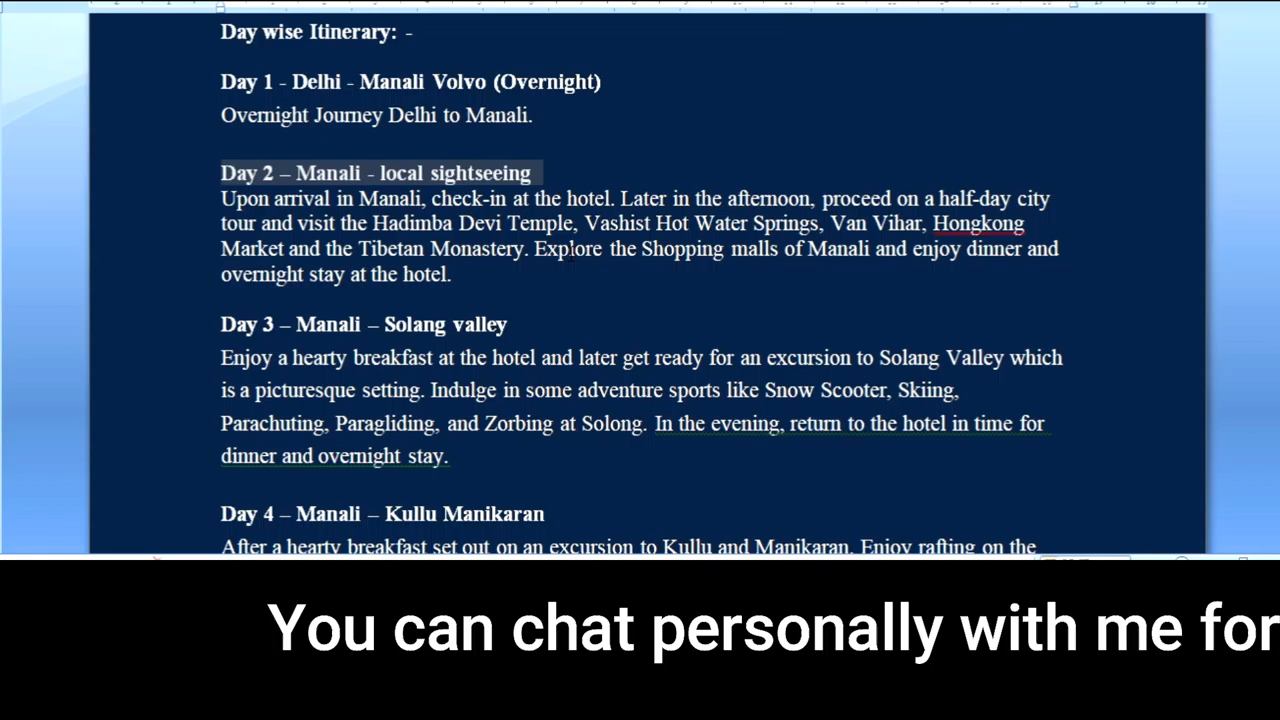 Day wise Itinerary: -
Day 1 - Delhi - Manali Volvo (Overnight)
Overnight Journey Delhi to Manali.
Day 2 – Manali - local sightseeing
Upon arrival in Manali, check-in at the hotel. Later in the afternoon, proceed on a half-day city
tour and visit the Hadimba Devi Temple, Vashist Hot Water Springs, Van Vihar, Hongkong
Market and the Tibetan Monastery. Explore the Shopping malls of Manali and enjoy dinner and
overnight stay at the hotel.
Day 3 – Manali – Solang valley
Enjoy a hearty breakfast at the hotel and later get ready for an excursion to Solang Valley which
is a picturesque setting. Indulge in some adventure sports like Snow Scooter, Skiing,
Parachuting, Paragliding, and Zorbing at Solong. In the evening, return to the hotel in time for
dinner and overnight stay.
Day 4 – Manali – Kullu Manikaran
After a hearty breakfast set out on an excursion to Kullu and Manikaran. Enjoy rafting on the
You can chat personally with me for